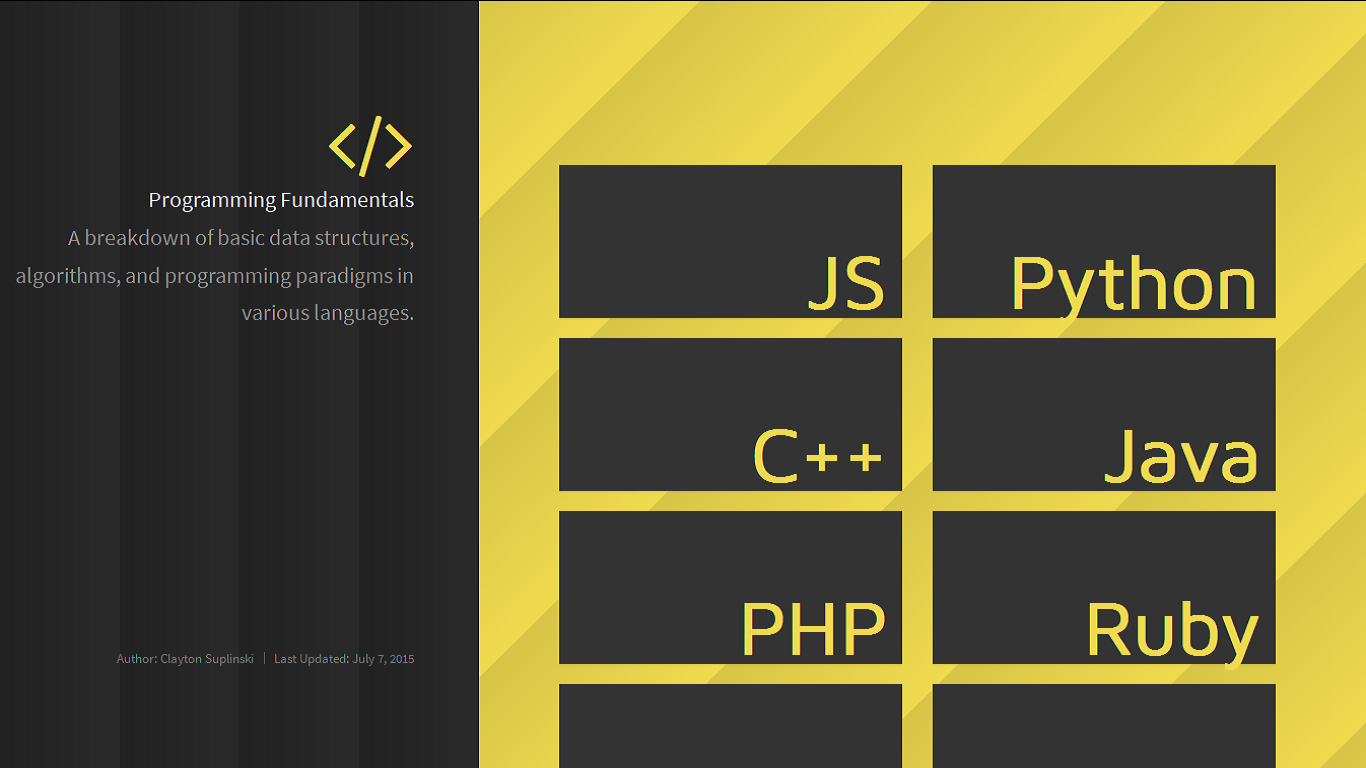 </>
Programming Fundamentals
A breakdown of basic data structures,
algorithms, and programming paradigms in
various languages.
Author: Clayton Suplinski | Last Updated: July 7, 2015
JS
Python
C++
Java
PHP
Ruby